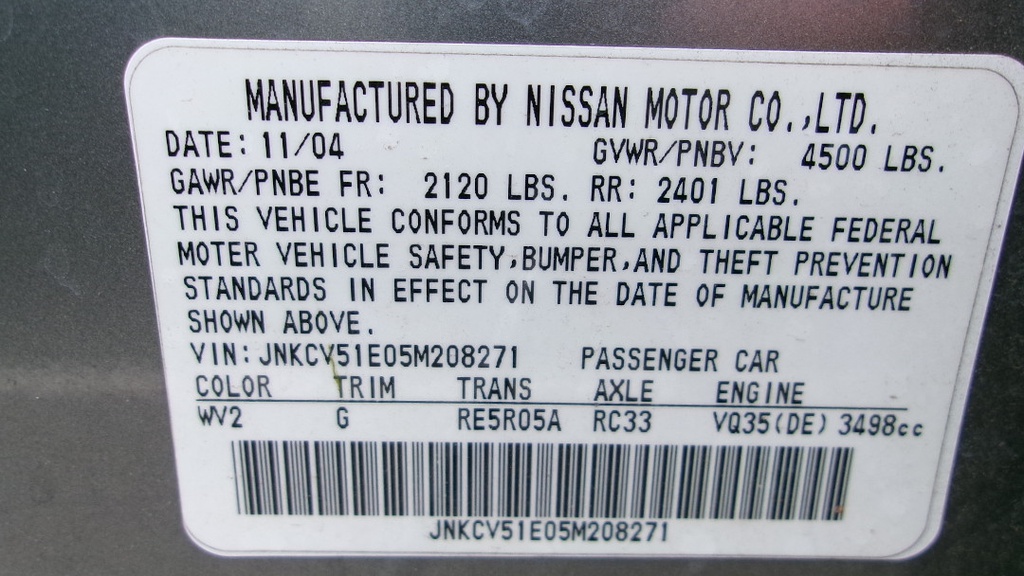 MANUFACTURED BY NISSAN MOTOR CO.,LTD.
DATE: 11/04 GVWR/PNBV: 4500 LBS.
GAWR/PNBE FR: 2120 LBS. RR: 2401 LBS.
THIS VEHICLE CONFORMS TO ALL APPLICABLE FEDERAL
MOTER VEHICLE SAFETY,BUMPER,AND THEFT PREVENTION
STANDARDS IN EFFECT ON THE DATE OF MANUFACTURE
SHOWN ABOVE.
VIN:JNKCV51E05M208271 PASSENGER CAR
COLOR TRIM TRANS AXLE ENGINE
WV2 G RE5R05A RC33 VQ35(DE) 3498cc
JNKCV51E05M208271